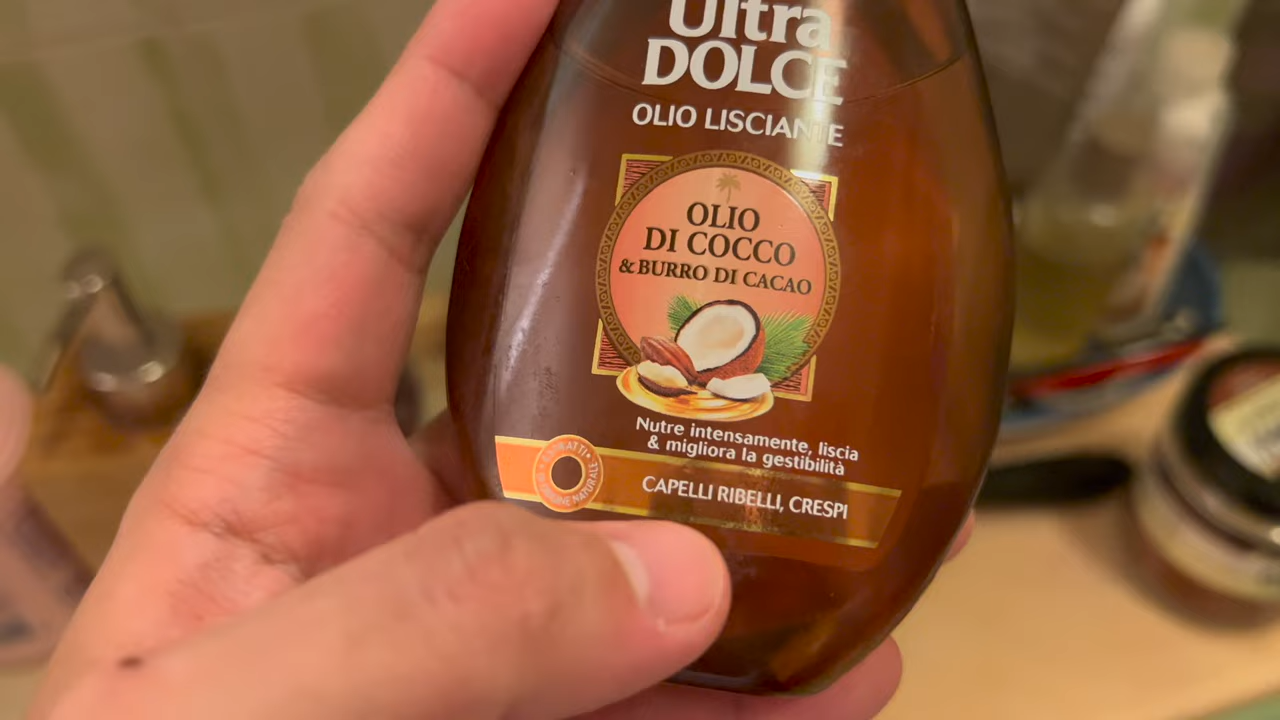 Ultra
DOLCE
OLIO LISCIANTE
OLIO
DI COCCO
& BURRO DI CACAO
Nutre intensamente, liscia
& migliora la gestibilità
CAPELLI RIBELLI, CRESPI